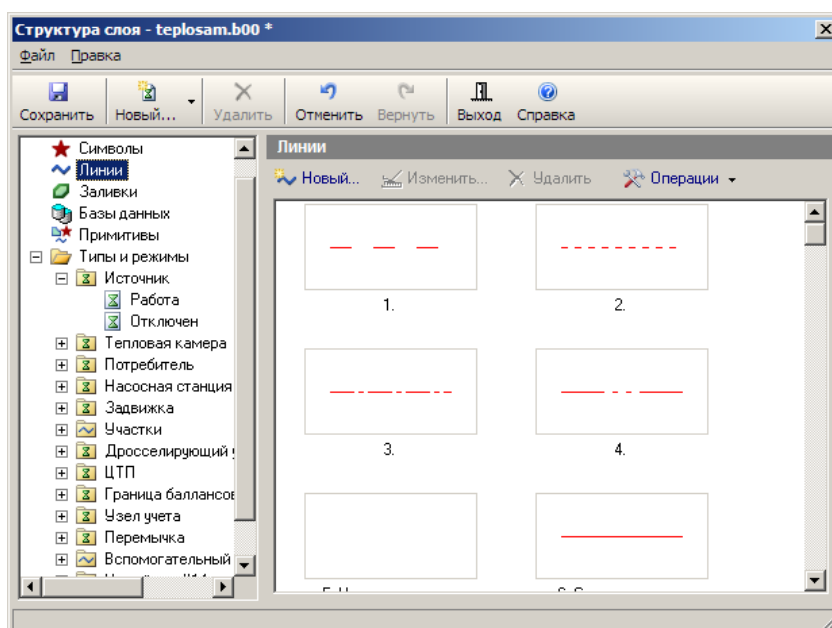 Структура слоя - teplosam.b00 *
Файл Правка
Сохранить Новый... Удалить Отменить Вернуть Выход Справка
Символы
Линии
Заливки
Базы данных
Примитивы
Типы и режимы
Источник
Работа
Отключен
Тепловая камера
Потребитель
Насосная станция
Задвижка
Участки
Дросселирующий
ЦТП
Граница баллансов
Узел учета
Перемычка
Вспомогательный
Линии
Новый... Изменить... Удалить Операции
1.
2.
3.
4.